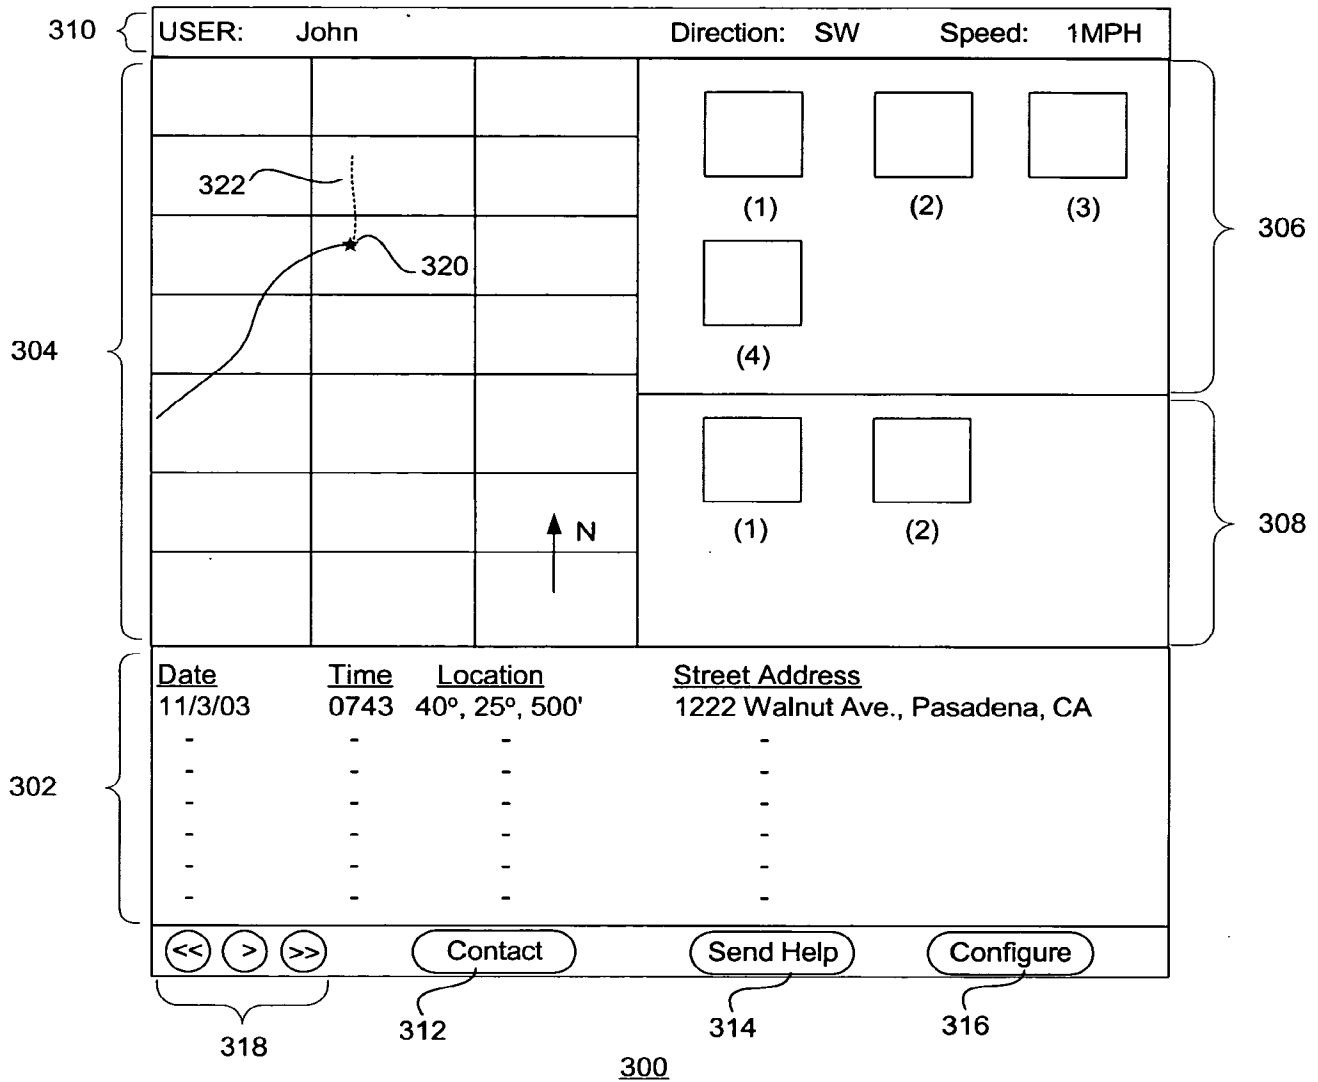 310 USER: John Direction: SW Speed: 1MPH
(1) (2) (3)
322
306
320
304
(4)
(1) (2)
N
308
Date Time Location Street Address
11/3/03 0743 40º, 25º, 500' 1222 Walnut Ave., Pasadena, CA
- - - -
- - - -
302
- - - -
- - - -
- - - -
- - - -
<< > >> Contact Send Help Configure
318 312 314 316
300